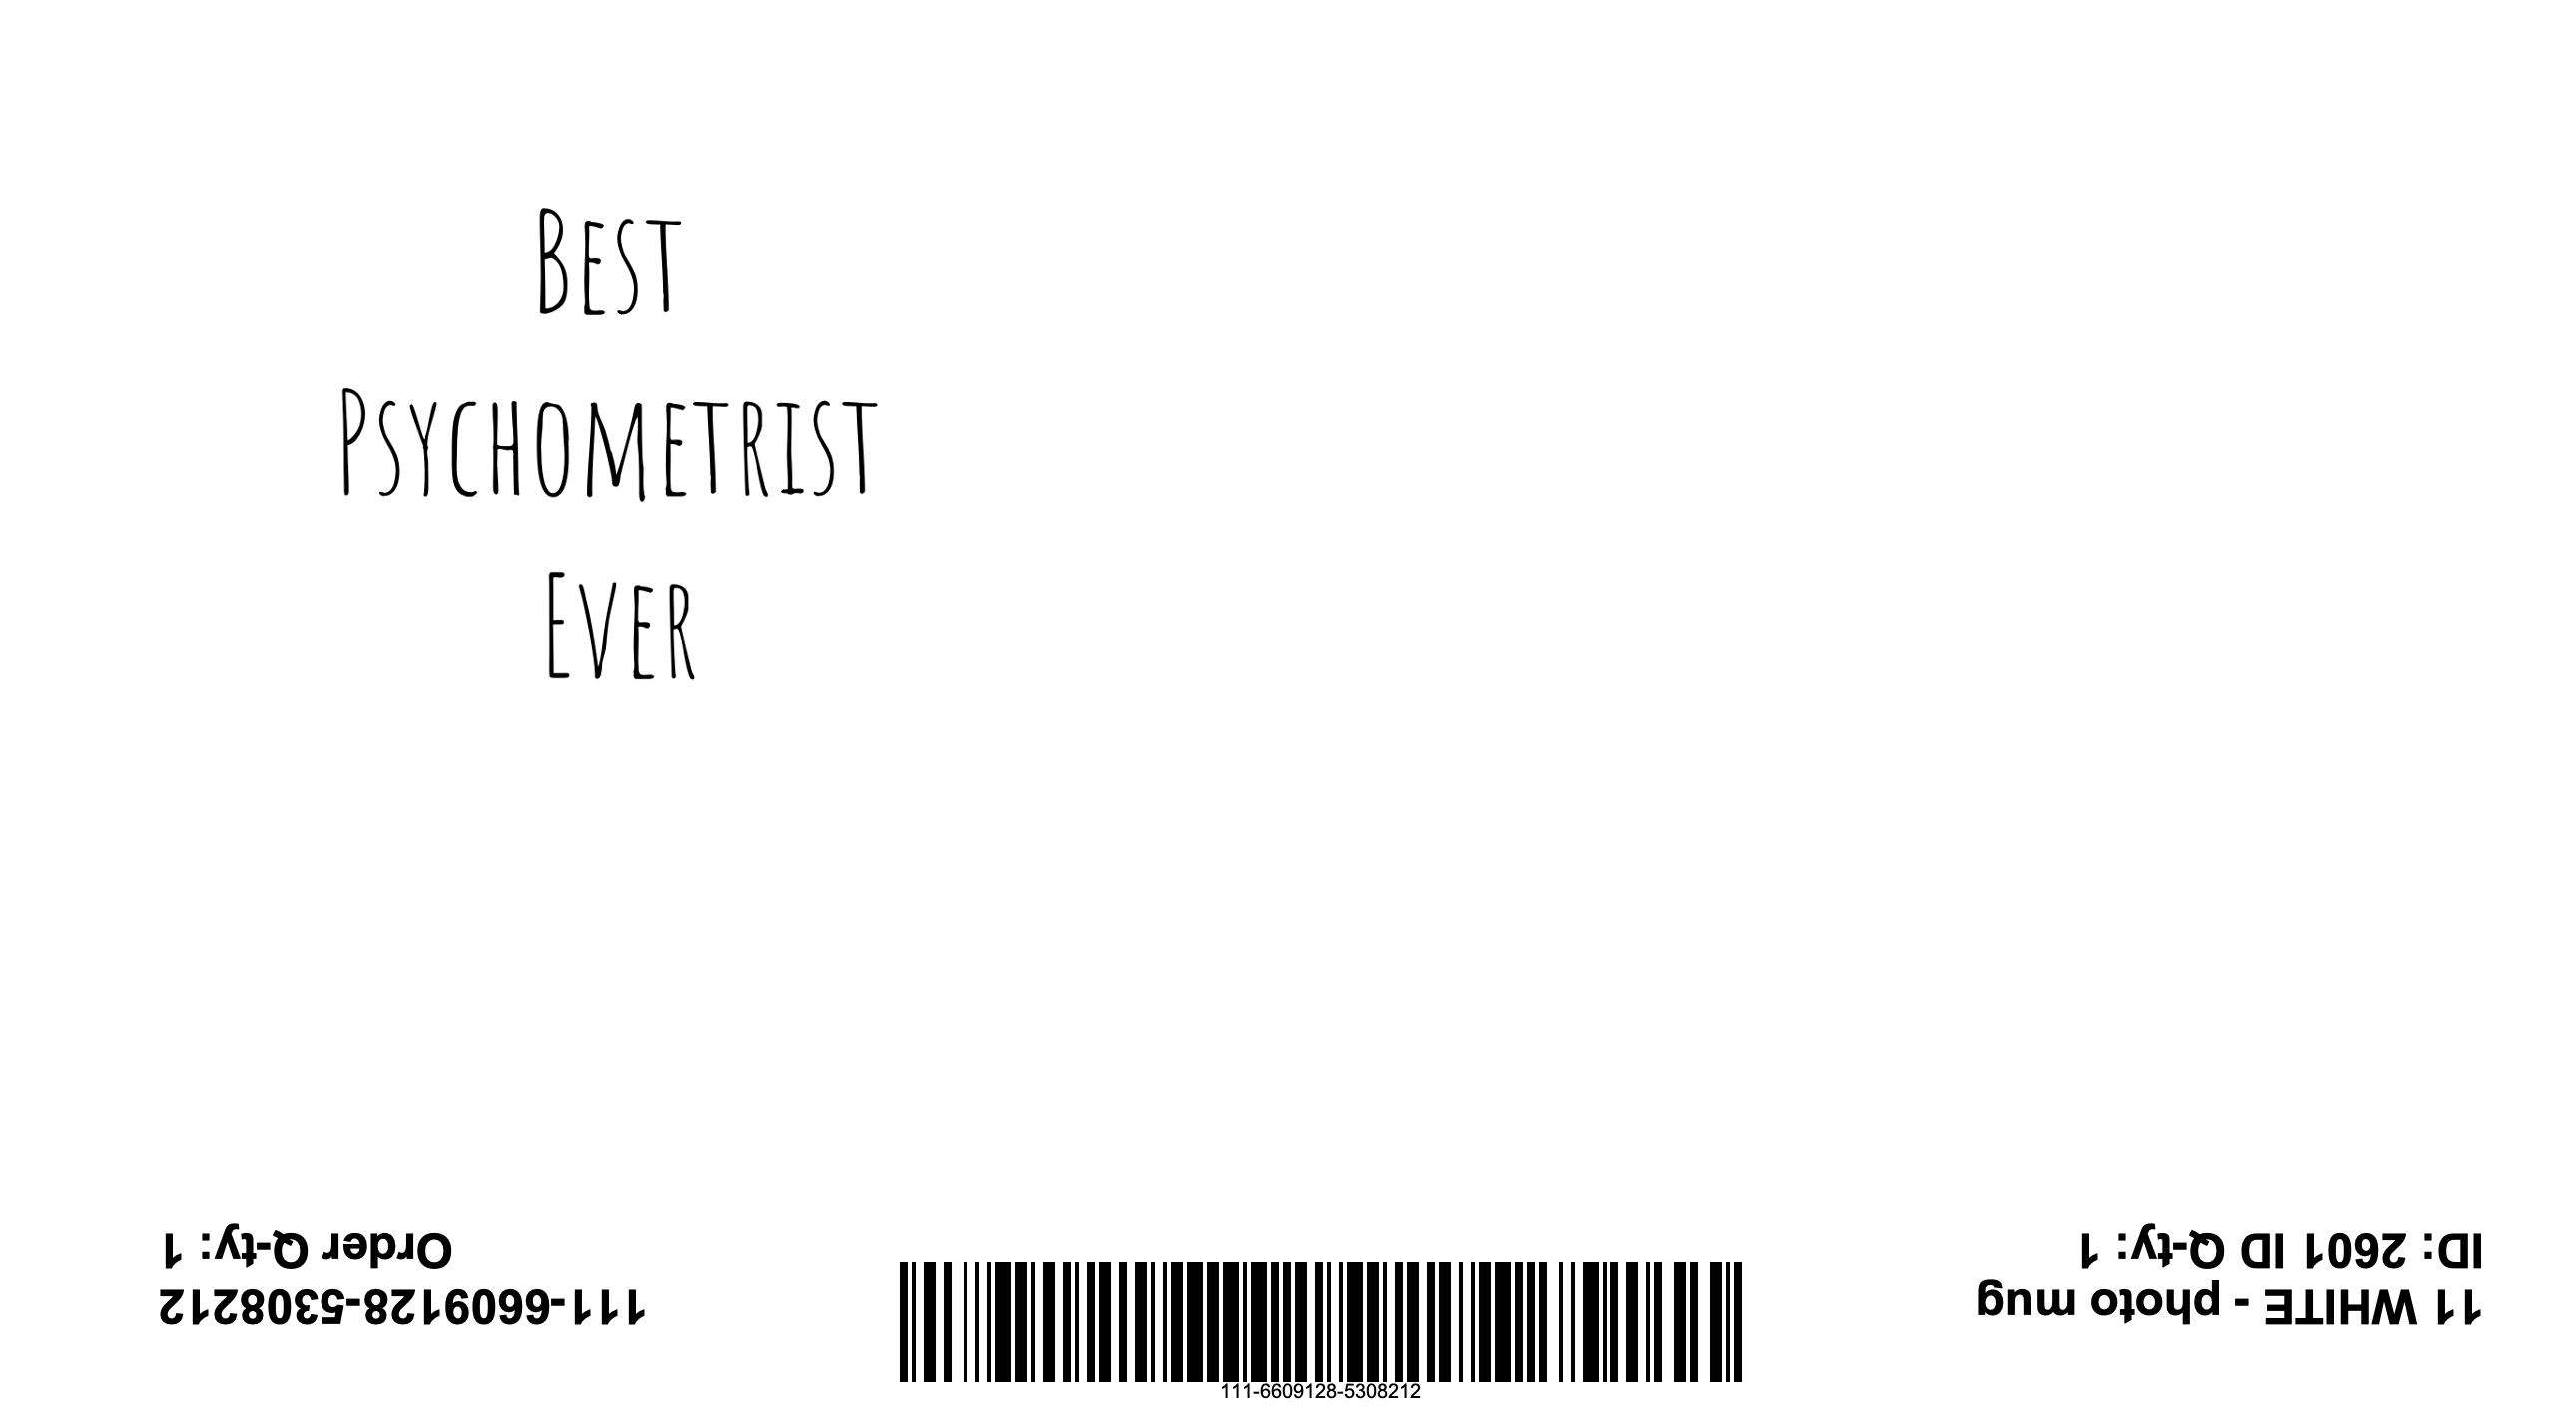 Best
Psychometrist
Ever
Order Q-ty: 1
111-6609128-5308212
111-6609128-5308212
ID: 2601 ID Q-ty: 1
11 WHITE - photo mug